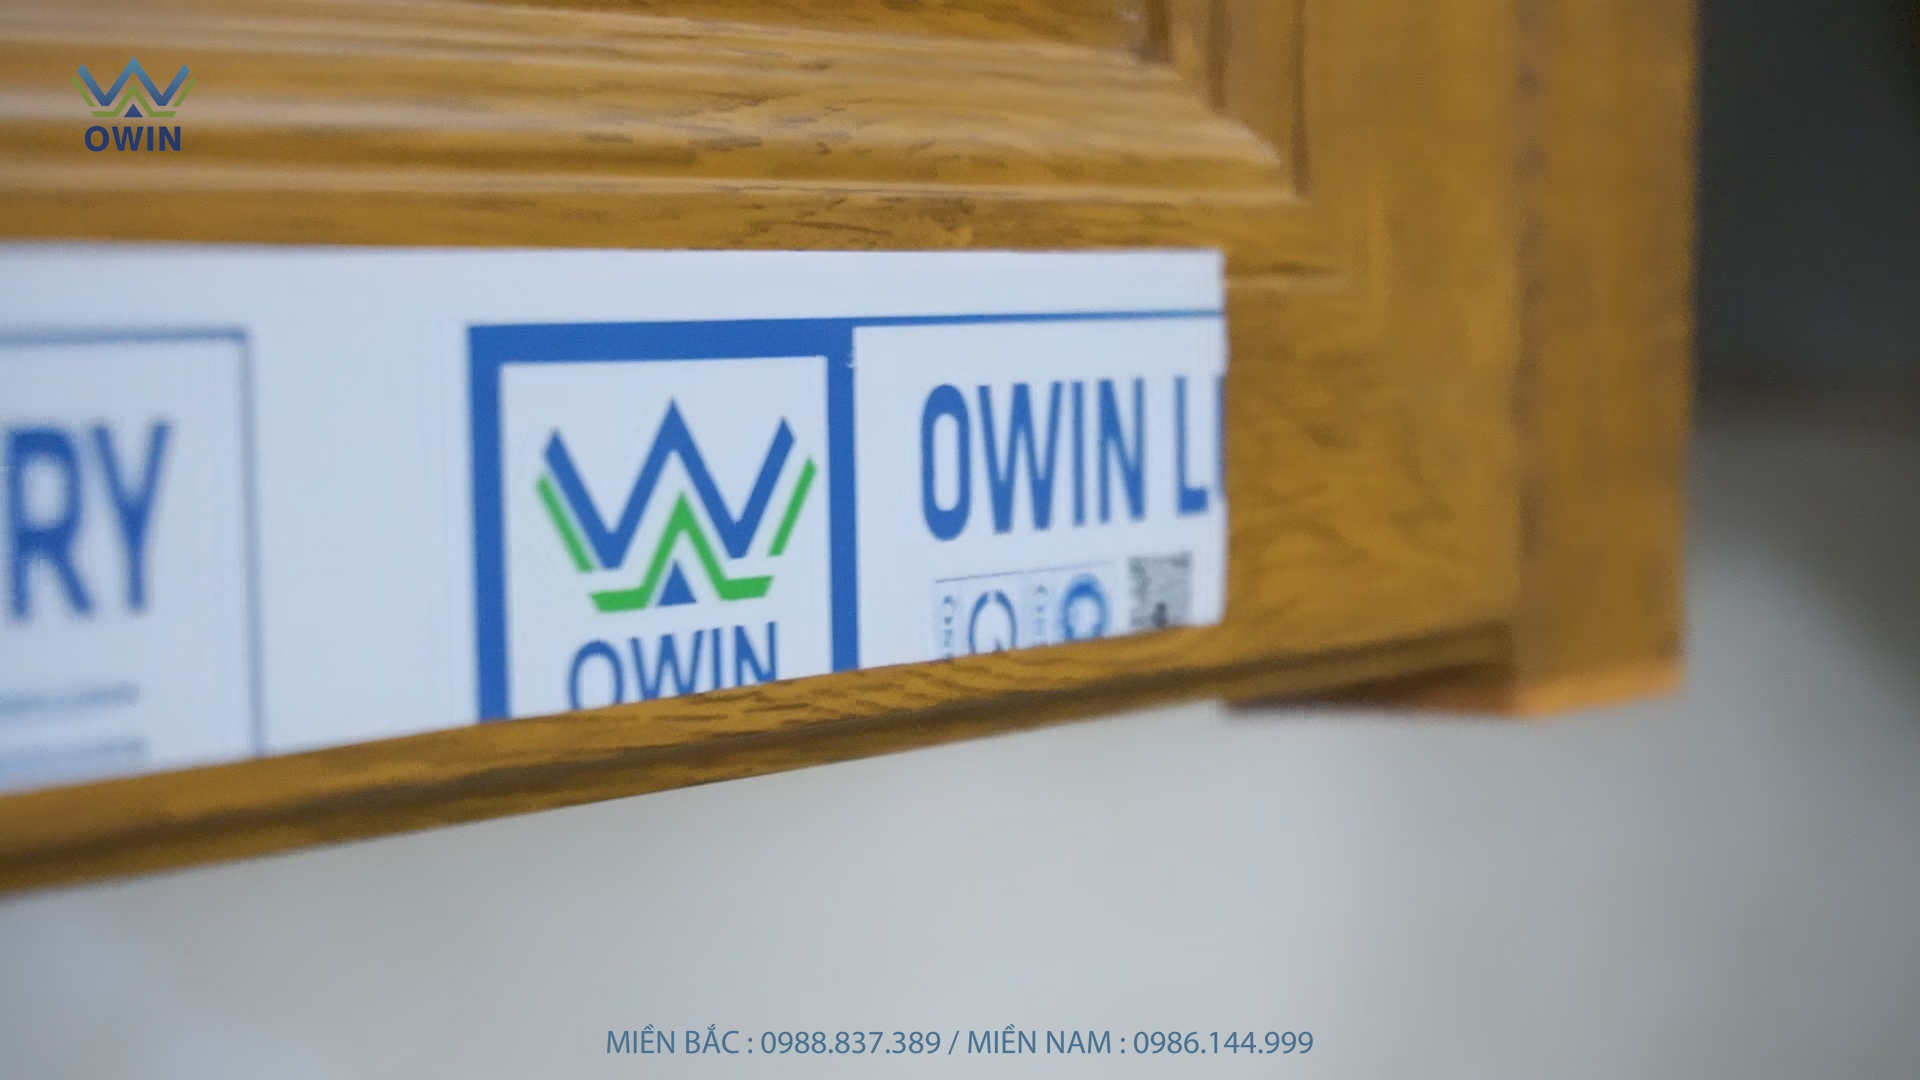 OWIN
RY
OWIN
OWIN L
MIỀN BẮC : 0988.837.389 / MIỀN NAM : 0986.144.999